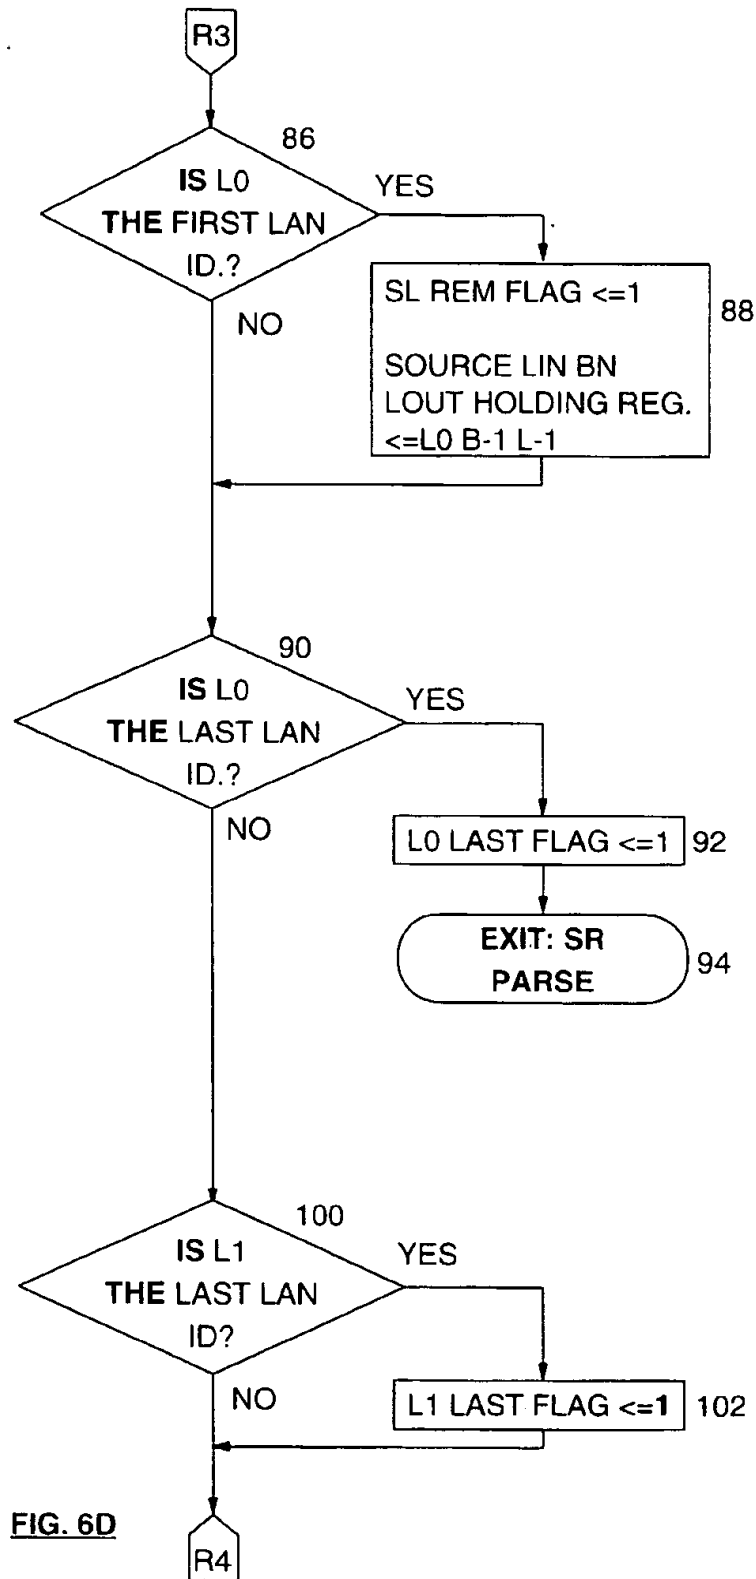 R3
86
IS L0
THE FIRST LAN
ID.?
YES
NO
SL REM FLAG <=1
88
SOURCE LIN BN
LOUT HOLDING REG.
<=L0 B-1 L-1
90
IS L0
THE LAST LAN
ID.?
YES
NO
L0 LAST FLAG <=1
92
EXIT: SR
PARSE
94
100
IS L1
THE LAST LAN
ID?
YES
NO
L1 LAST FLAG <=1
102
FIG. 6D
R4